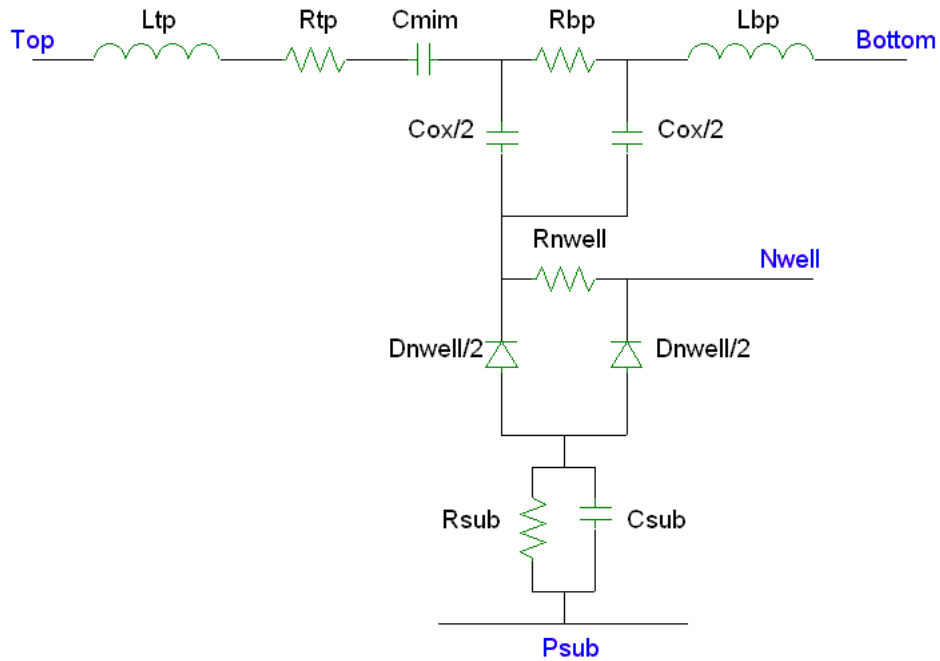 Top
Ltp
Rtp
Cmim
Rbp
Lbp
Bottom
Cox/2
Cox/2
Rnwell
Nwell
Dnwell/2
Dnwell/2
Rsub
Csub
Psub